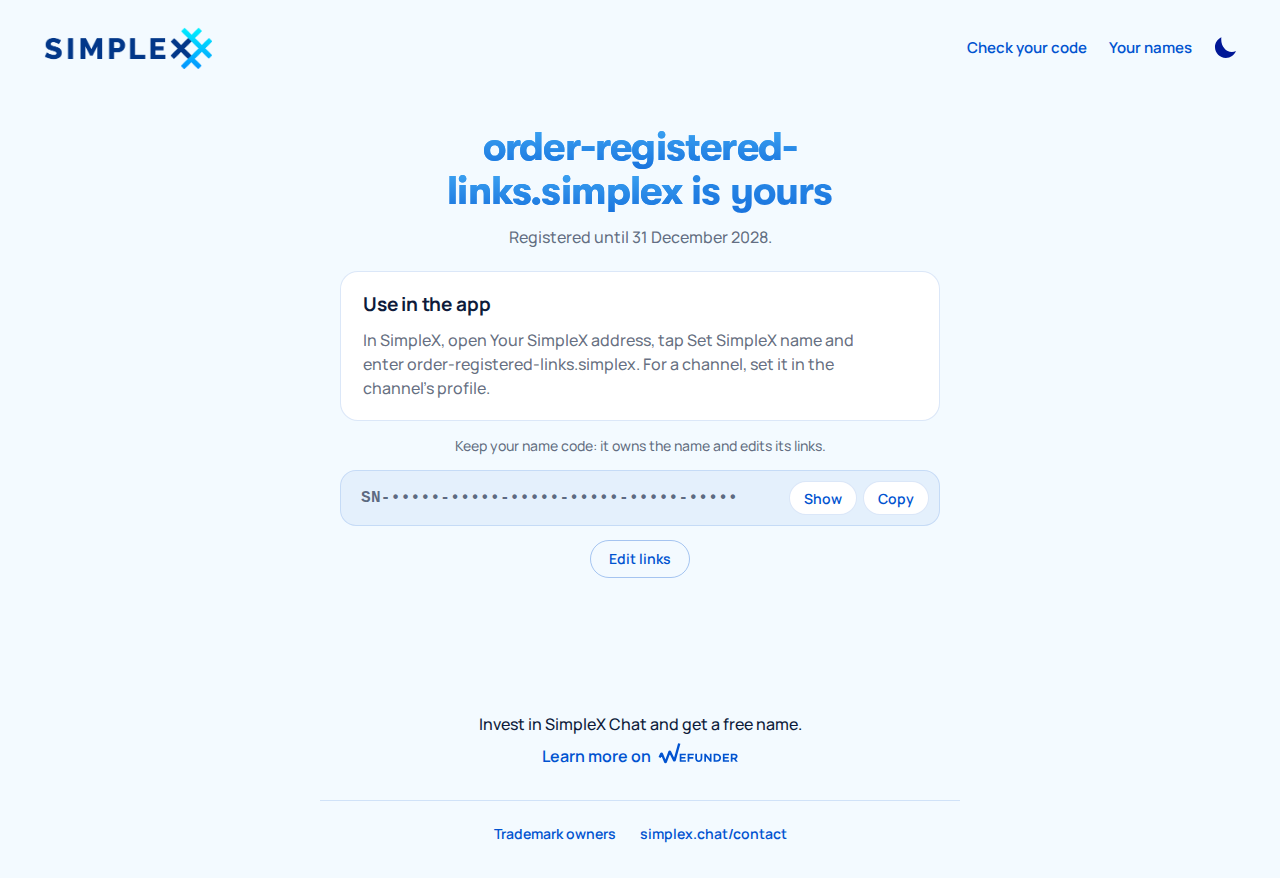 SIMPLEX
Check your code
Your names
order-registered-
links.simplex is yours
Registered until 31 December 2028.
Use in the app
In SimpleX, open Your SimpleX address, tap Set SimpleX name and
enter order-registered-links.simplex. For a channel, set it in the
channel's profile.
Keep your name code: it owns the name and edits its links.
SN-•••••-•••••-•••••-•••••-•••••-•••••
Show
Copy
Edit links
Invest in SimpleX Chat and get a free name.
Learn more on WEFUNDER
Trademark owners
simplex.chat/contact